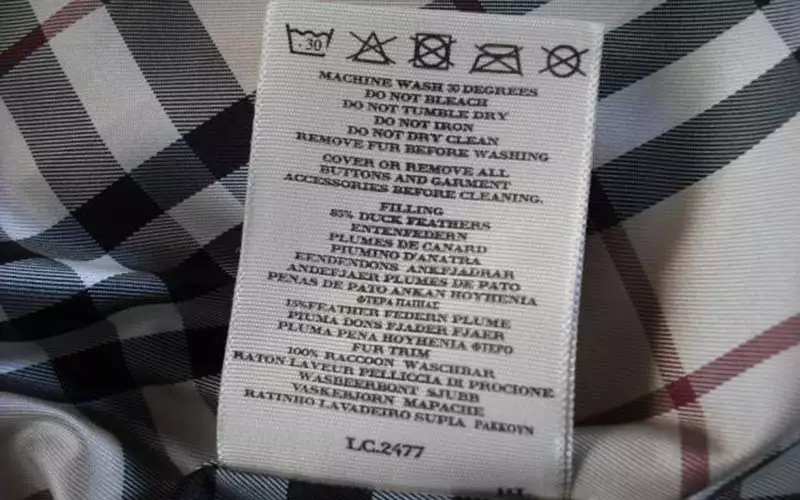 30
MACHINE WASH 30 DEGREES
DO NOT BLEACH
DO NOT TUMBLE DRY
DO NOT IRON
DO NOT DRY CLEAN
REMOVE FUR BEFORE WASHING
COVER OR REMOVE ALL
BUTTONS AND GARMENT
ACCESSORIES BEFORE CLEANING.
FILLING
85% DUCK FEATHERS
ENTENFEDERN
PLUMES DE CANARD
PIUMINO D'ANATRA
EENDENDONS ANKFJADRAR
ANDEFJAER PLUMES DE PATO
PENAS DE PATO ANKAN HOYHENIA
ΦΤΕΡΑ ΠΑΠΙΑΣ
15%FEATHER FEDERN PLUME
PIUMA DONS FJADER FJAER
PLUMA PENA HOYHENIA ΦΤΕΡΟ
FUR TRIM
100% RACCOON WASCHBAR
RATON LAVEUR PELLICCIA DI PROCIONE
WASBEERBONT SJUBB
VASKEBJORN MAPACHE
RATINHO LAVADEIRO SUPIA ΡΑΚΚΟΥΝ
LC.2477